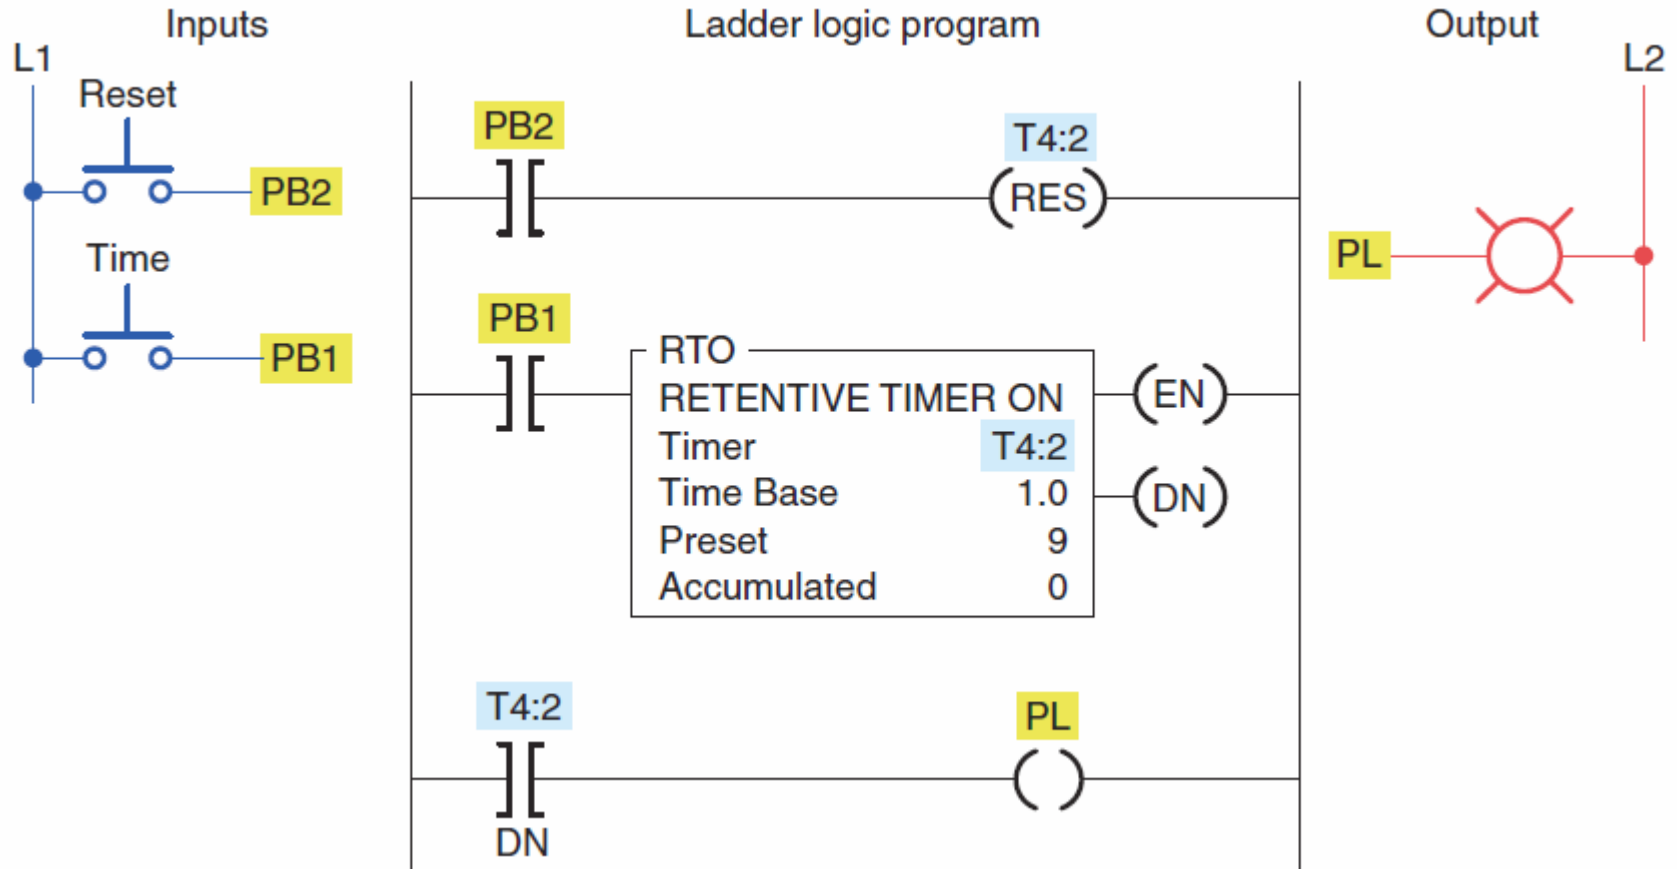 Inputs
Ladder logic program
Output
L1
L2
Reset
PB2
Time
PB1
PB2
T4:2
RES
PB1
RTO
RETENTIVE TIMER ON
Timer T4:2
Time Base 1.0
Preset 9
Accumulated 0
EN
DN
T4:2
DN
PL
PL